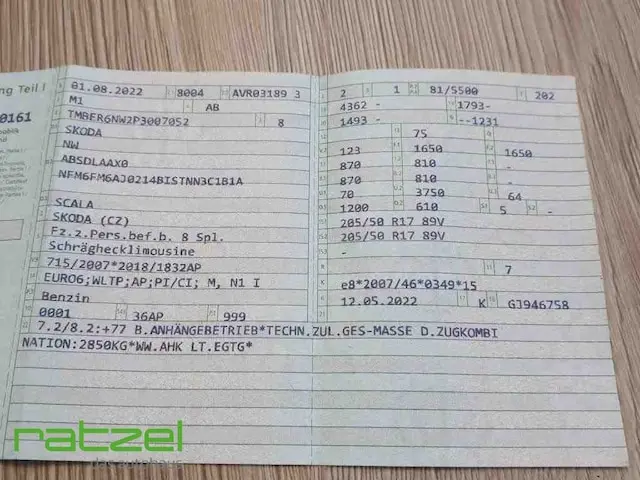 ng Teil I
0161
01.08.2022 8004 AVR03189 3
M1 AB
TMBER6NW2P3007052 8
SKODA
NW
ABSDLAAX0
NFM6FM6AJ0214BISTNN3C1B1A
SCALA
SKODA (CZ)
Fz.z.Pers.bef.b. 8 Spl.
Schräghecklimousine
715/2007*2018/1832AP
EURO6;WLTP;AP;PI/CI; M, N1 I
Benzin
0001 36AP 999
2 1 81/5500 202
4362 - 1793-
1493 - --1231
75
123 1650 1650
870 810 -
870 810 -
70 3750 64
1200 610 5 -
205/50 R17 89V
205/50 R17 89V
-
- 7
e8*2007/46*0349*15
12.05.2022 K GJ946758
7.2/8.2:+77 B.ANHÄNGEBETRIEB*TECHN.ZUL.GES-MASSE D.ZUGKOMBI
NATION:2850KG*WW.AHK LT.EGTG*
ratzel
das autohaus